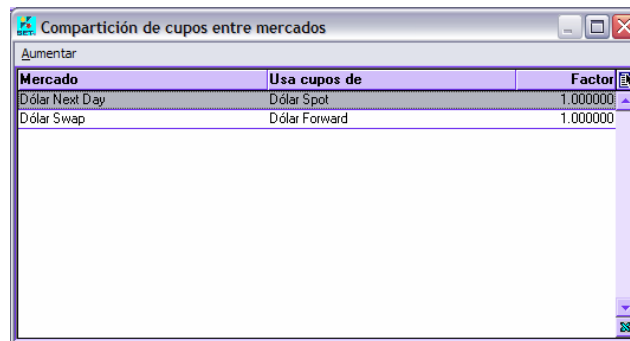 SET
Compartición de cupos entre mercados
Aumentar
Mercado Usa cupos de Factor
Dólar Next Day Dólar Spot 1.000000
Dólar Swap Dólar Forward 1.000000